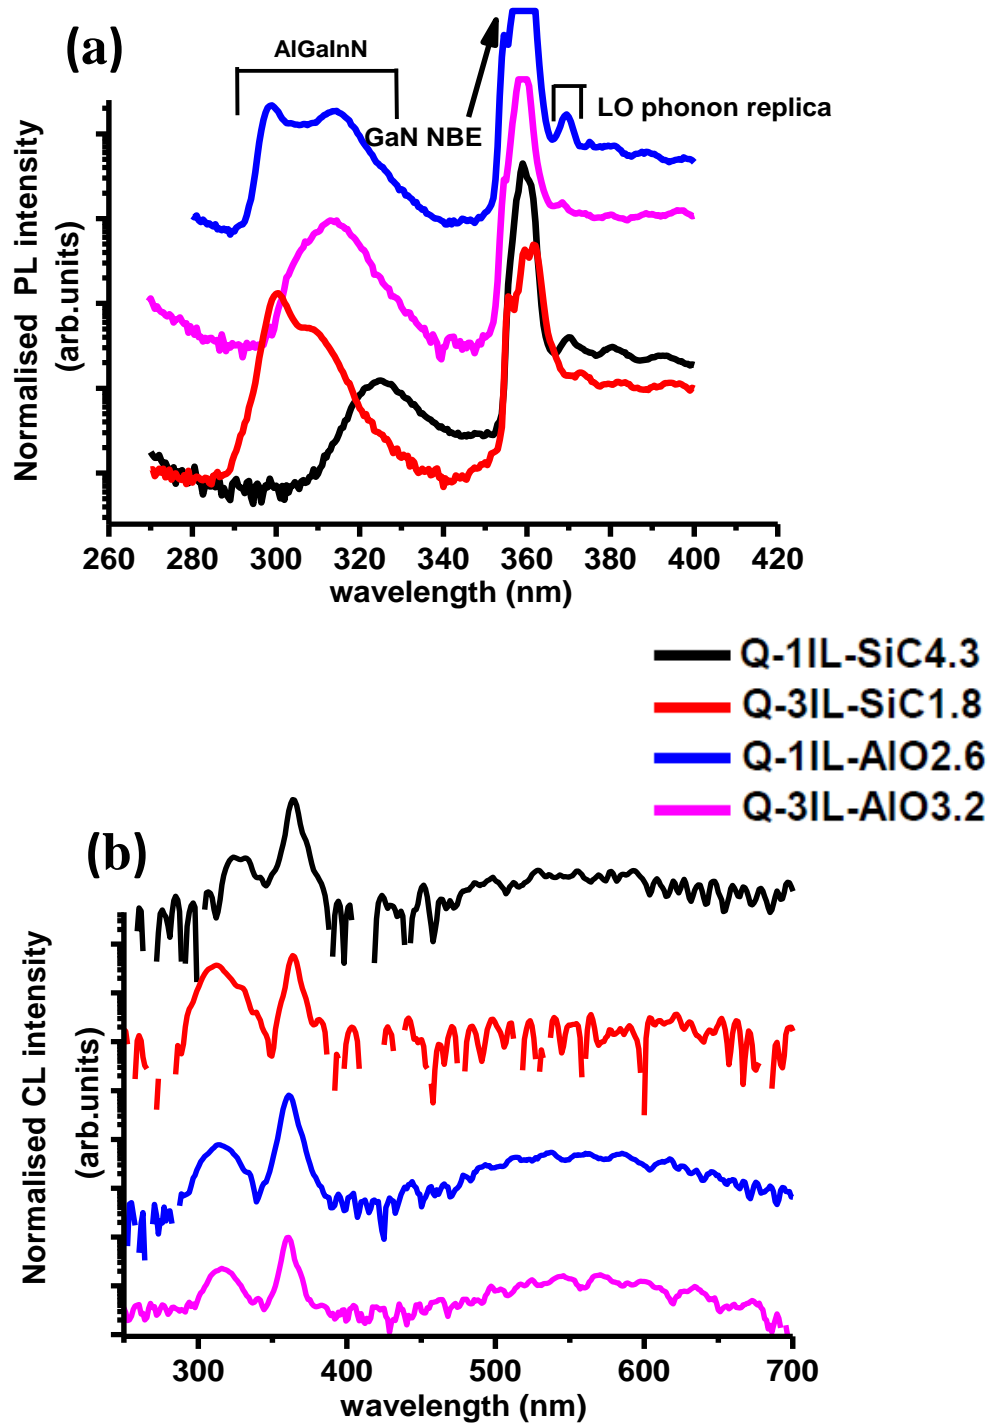 (a)
AlGaInN
GaN NBE
LO phonon replica
Normalised PL intensity
(arb.units)
260 280 300 320 340 360 380 400 420
wavelength (nm)
Q-1IL-SiC4.3
Q-3IL-SiC1.8
Q-1IL-AlO2.6
Q-3IL-AlO3.2
(b)
Normalised CL intensity
(arb.units)
300 400 500 600 700
wavelength (nm)